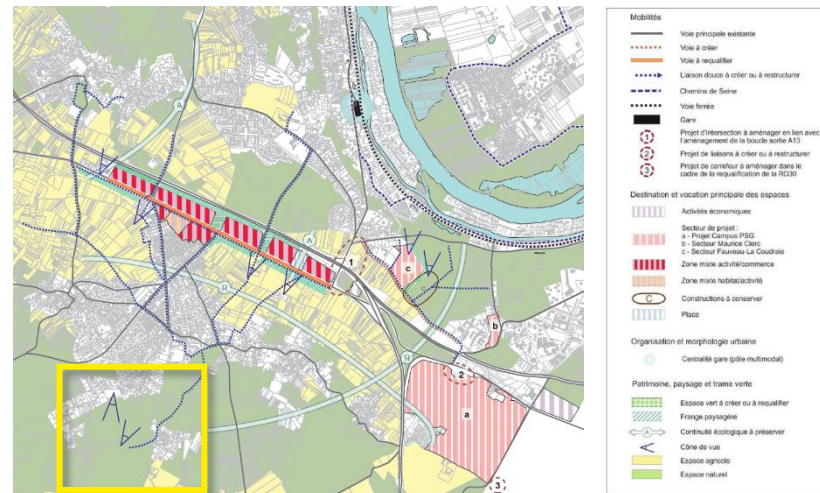 A
1
A
c
b
R
R
2
a
3
Mobilités
Voie principale existante
Voie à créer
Voie à requalifier
Liaison douce à créer ou à restructurer
Chemins de Seine
Voie ferrée
Gare
1 Projet d'intersection à aménager en lien avec
l'aménagement de la boucle sortie A13
2 Projet de liaisons à créer ou à restructurer
3 Projet de carrefour à aménager dans le
cadre de la requalification de la RD30
Destination et vocation principale des espaces
Activités économiques
Secteur de projet :
a - Projet Campus PSG
b - Secteur Maurice Clerc
c - Secteur Fauveau-La Coudraie
Zone mixte activité/commerce
Zone mixte habitat/activité
C Constructions à conserver
Place
Organisation et morphologie urbaine
Centralité gare (pôle multimodal)
Patrimoine, paysage et trame verte
Espace vert à créer ou à requalifier
Frange paysagère
A Continuité écologique à préserver
Cône de vue
Espace agricole
Espace naturel